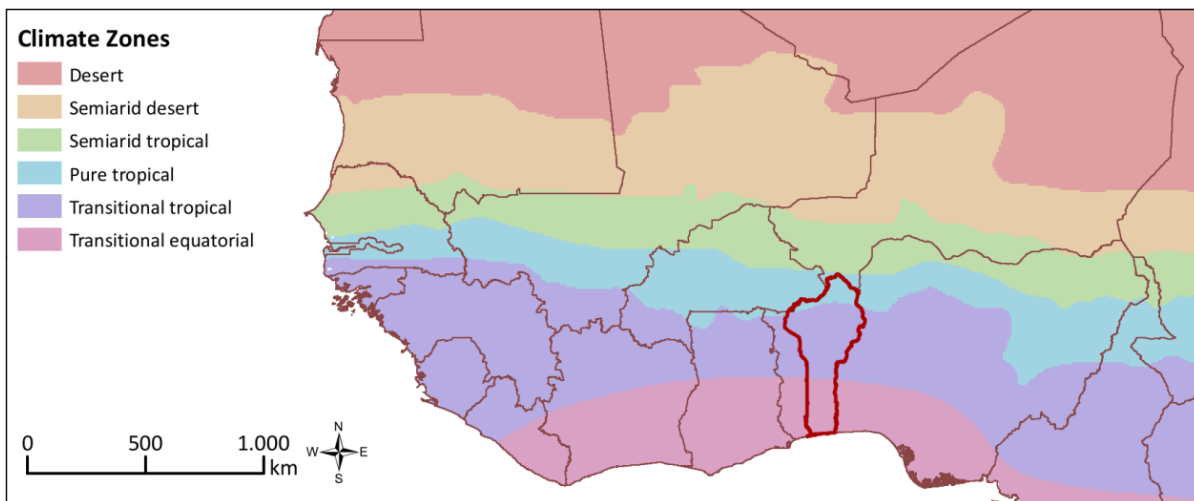 Climate Zones
Desert
Semiarid desert
Semiarid tropical
Pure tropical
Transitional tropical
Transitional equatorial
0 500 1.000
km
N
W E
S